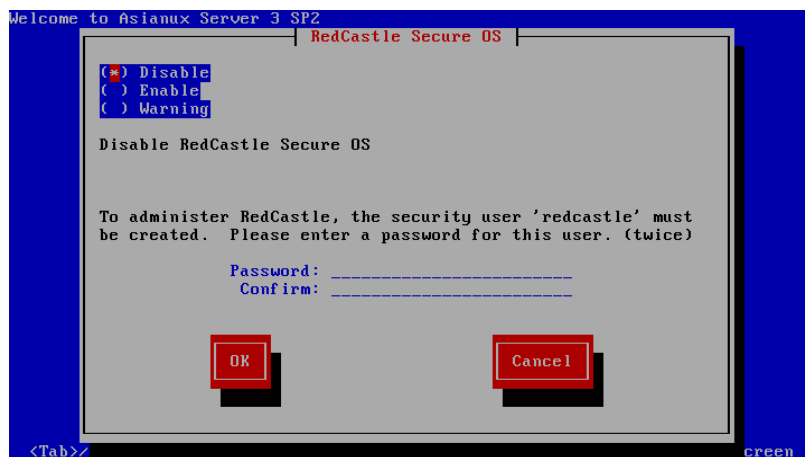 Welcome to Asianux Server 3 SP2
RedCastle Secure OS
(*) Disable
( ) Enable
( ) Warning
Disable RedCastle Secure OS
To administer RedCastle, the security user 'redcastle' must
be created.  Please enter a password for this user. (twice)
Password: ________________________
Confirm: ________________________
OK
Cancel
<Tab>/
creen